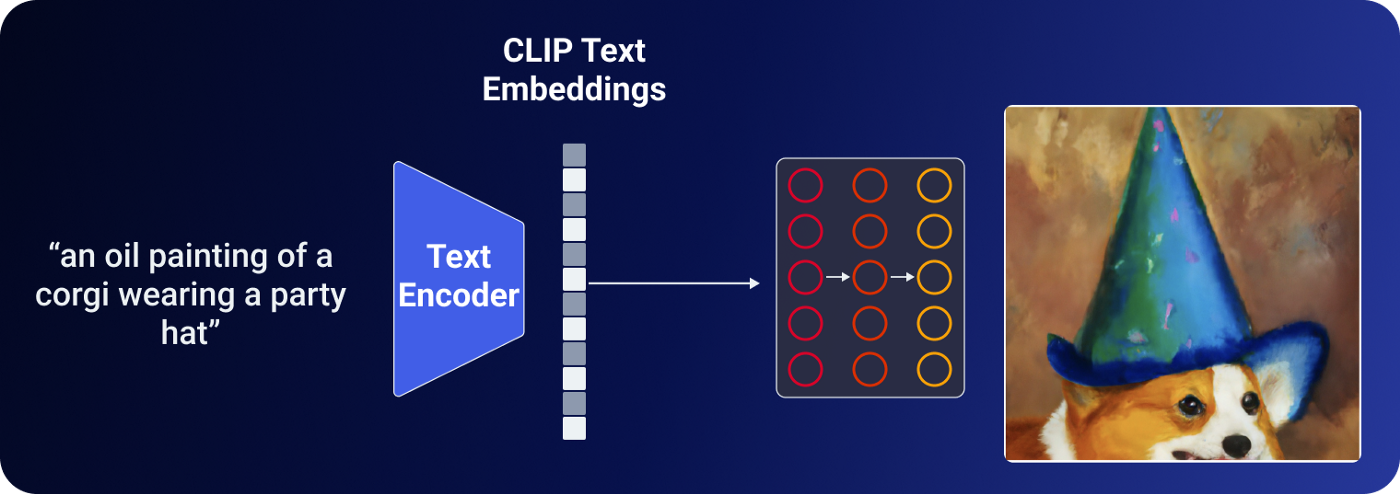 CLIP Text
Embeddings
“an oil painting of a
corgi wearing a party
hat”
Text
Encoder